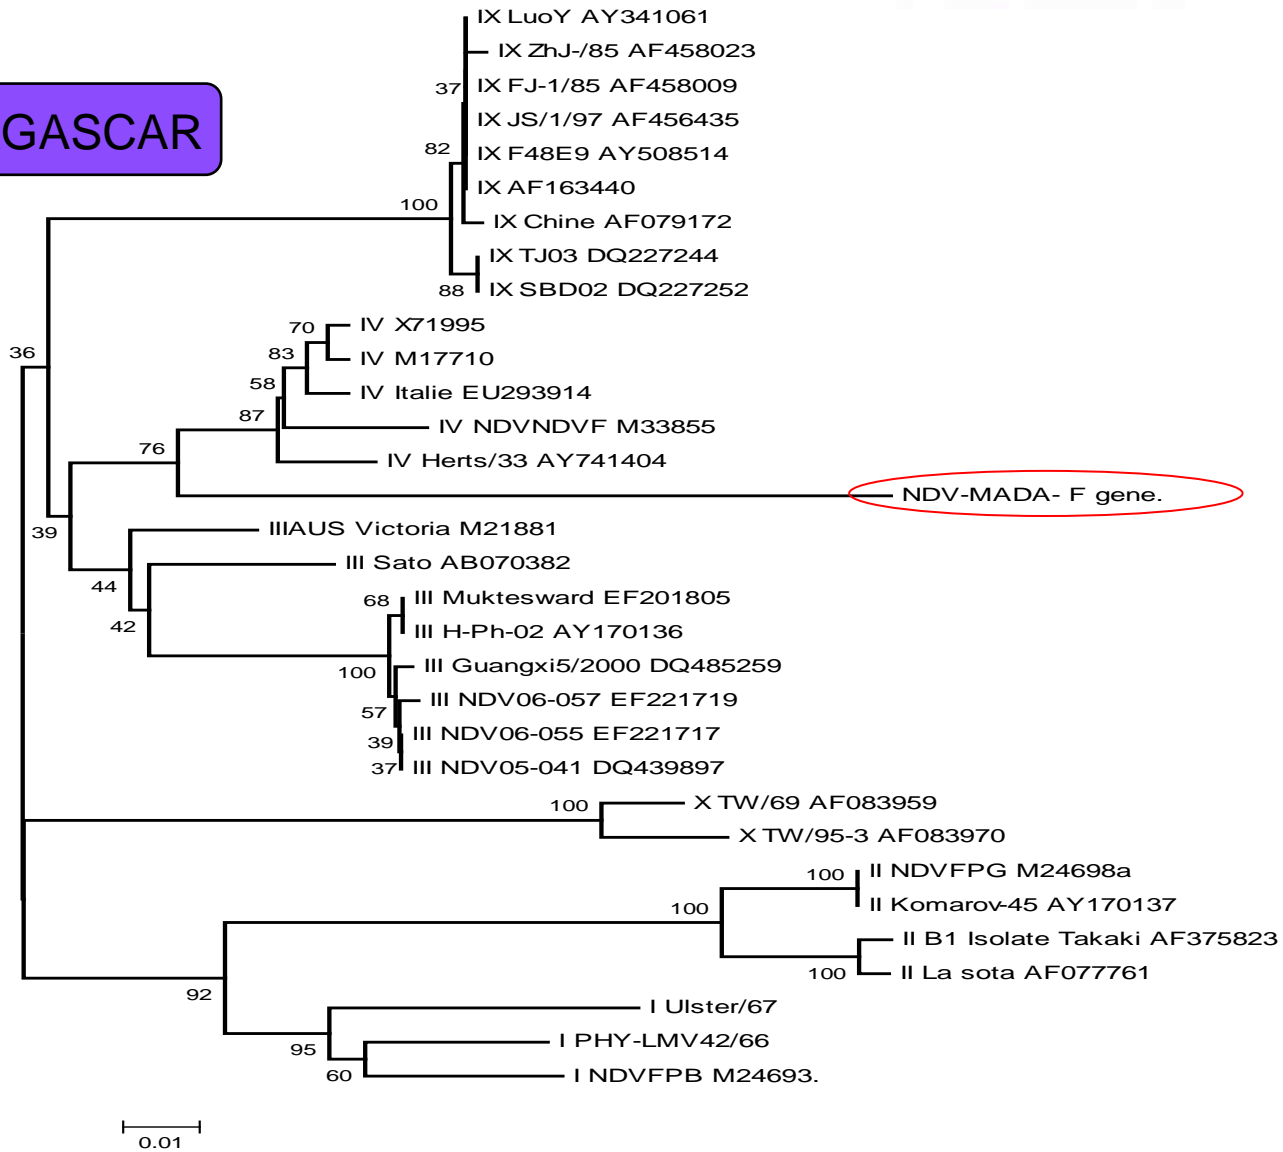 IX LuoY AY341061
IX ZhJ-/85 AF458023
37
IX FJ-1/85 AF458009
GASCAR
IX JS/1/97 AF456435
82
IX F48E9 AY508514
IX AF163440
100
IX Chine AF079172
IX TJ03 DQ227244
88
IX SBD02 DQ227252
70
IV X71995
36
83
IV M17710
58
IV Italie EU293914
87
IV NDVNDVF M33855
76
IV Herts/33 AY741404
NDV-MADA- F gene.
39
IIIAUS Victoria M21881
44
III Sato AB070382
68
III Muktesward EF201805
42
III H-Ph-02 AY170136
100
III Guangxi5/2000 DQ485259
57
III NDV06-057 EF221719
39
III NDV06-055 EF221717
37
III NDV05-041 DQ439897
100
X TW/69 AF083959
X TW/95-3 AF083970
100
II NDVFPG M24698a
100
II Komarov-45 AY170137
II B1 Isolate Takaki AF375823
100
II La sota AF077761
92
I Ulster/67
95
I PHY-LMV42/66
60
I NDVFPB M24693.
0.01